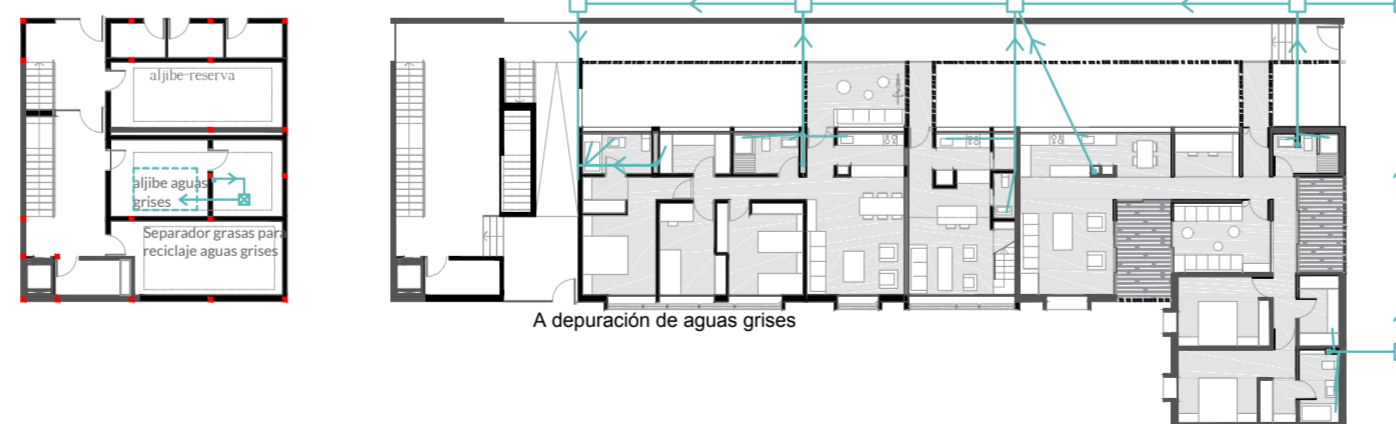 aljibe-reserva
aljibe aguas
grises
Separador grasas para
reciclaje aguas grises
A depuración de aguas grises